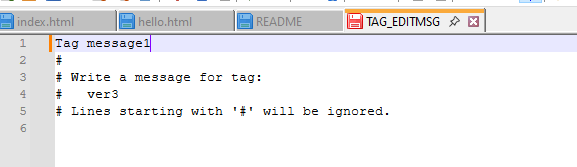 index.html hello.html README TAG_EDITMSG
1 Tag message1
2 #
3 # Write a message for tag:
4 #   ver3
5 # Lines starting with '#' will be ignored.
6